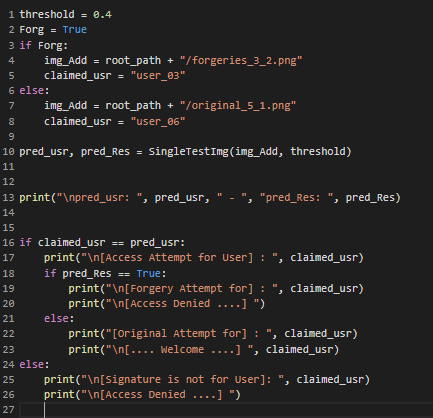 1 threshold = 0.4
2 Forg = True
3 if Forg:
4     img_Add = root_path + "/forgeries_3_2.png"
5     claimed_usr = "user_03"
6 else:
7     img_Add = root_path + "/original_5_1.png"
8     claimed_usr = "user_06"
9
10 pred_usr, pred_Res = SingleTestImg(img_Add, threshold)
11
12
13 print("\npred_usr: ", pred_usr, " - ", "pred_Res: ", pred_Res)
14
15
16 if claimed_usr == pred_usr:
17     print("\n[Access Attempt for User] : ", claimed_usr)
18     if pred_Res == True:
19         print("\n[Forgery Attempt for] : ", claimed_usr)
20         print("\n[Access Denied ....] ")
21     else:
22         print("[Original Attempt for] : ", claimed_usr)
23         print("\n[.... Welcome ....] ", claimed_usr)
24 else:
25     print("\n[Signature is not for User]: ", claimed_usr)
26     print("\n[Access Denied ....] ")
27